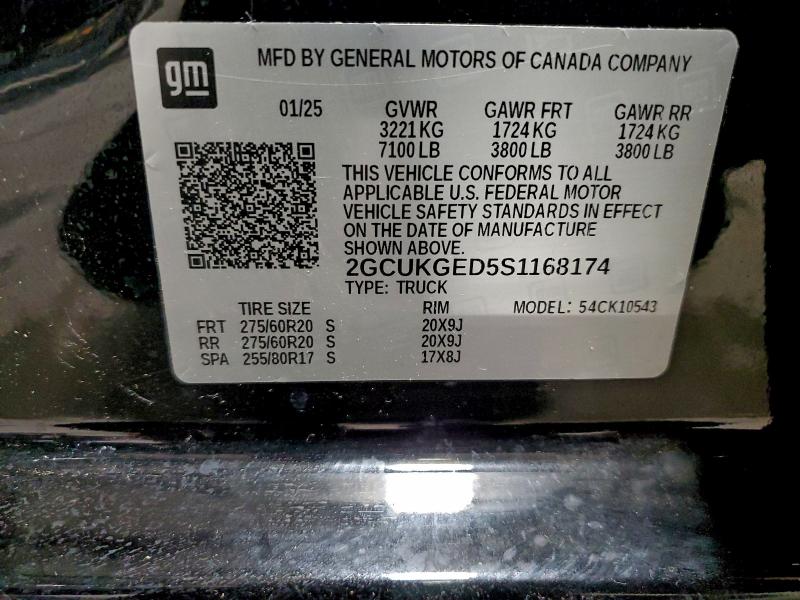 gm
MFD BY GENERAL MOTORS OF CANADA COMPANY
01/25 GVWR GAWR FRT GAWR RR
3221 KG 1724 KG 1724 KG
7100 LB 3800 LB 3800 LB
THIS VEHICLE CONFORMS TO ALL
APPLICABLE U.S. FEDERAL MOTOR
VEHICLE SAFETY STANDARDS IN EFFECT
ON THE DATE OF MANUFACTURE
SHOWN ABOVE.
2GCUKGED5S1168174
TYPE: TRUCK
TIRE SIZE RIM MODEL: 54CK10543
FRT 275/60R20 S 20X9J
RR 275/60R20 S 20X9J
SPA 255/80R17 S 17X8J